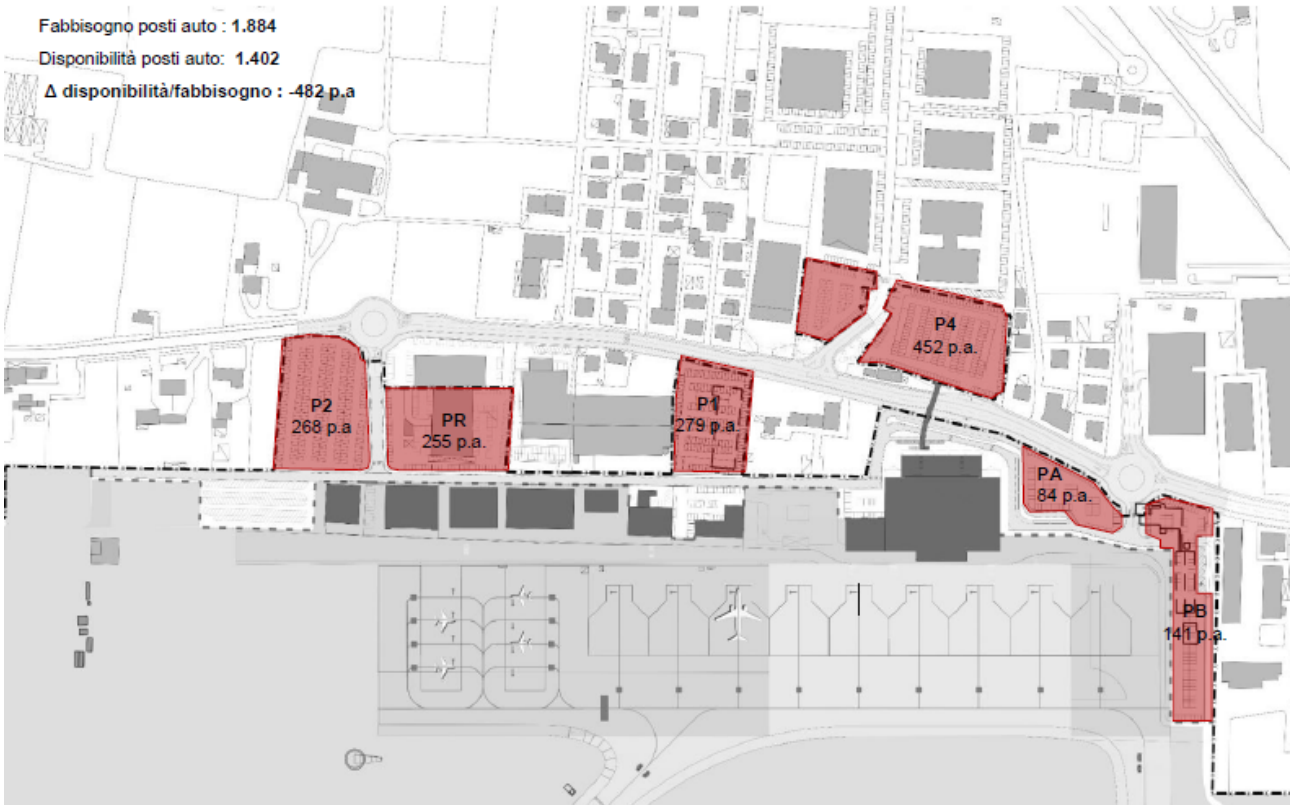 Fabbisogno posti auto : 1.884
Disponibilità posti auto: 1.402
Δ disponibilità/fabbisogno : -482 p.a
P4
452 p.a.
P2
268 p.a
PR
255 p.a.
P1
279 p.a.
PA
84 p.a.
PB
141 p.a.